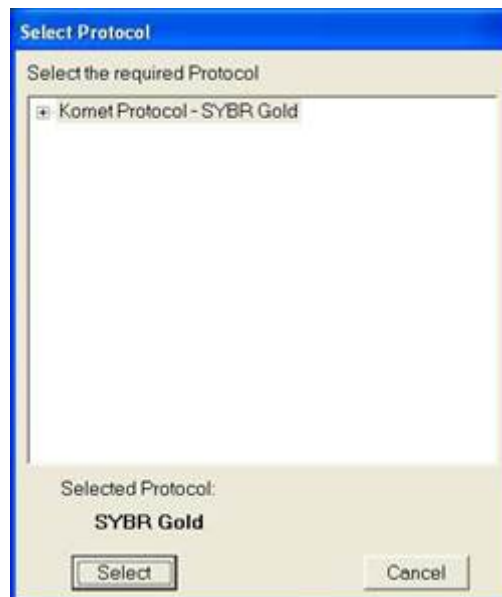 Select Protocol
Select the required Protocol
Komet Protocol - SYBR Gold
Selected Protocol:
SYBR Gold
Select Cancel